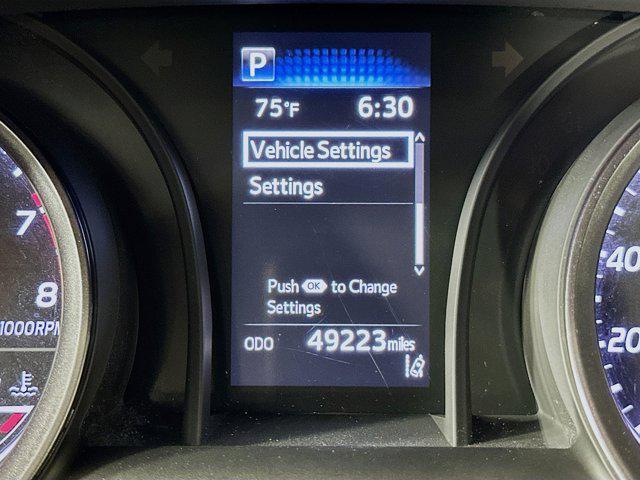 P
75°F 6:30
Vehicle Settings
Settings
Push OK to Change
Settings
ODO 49223 miles
7
8
1000RPM
40
20